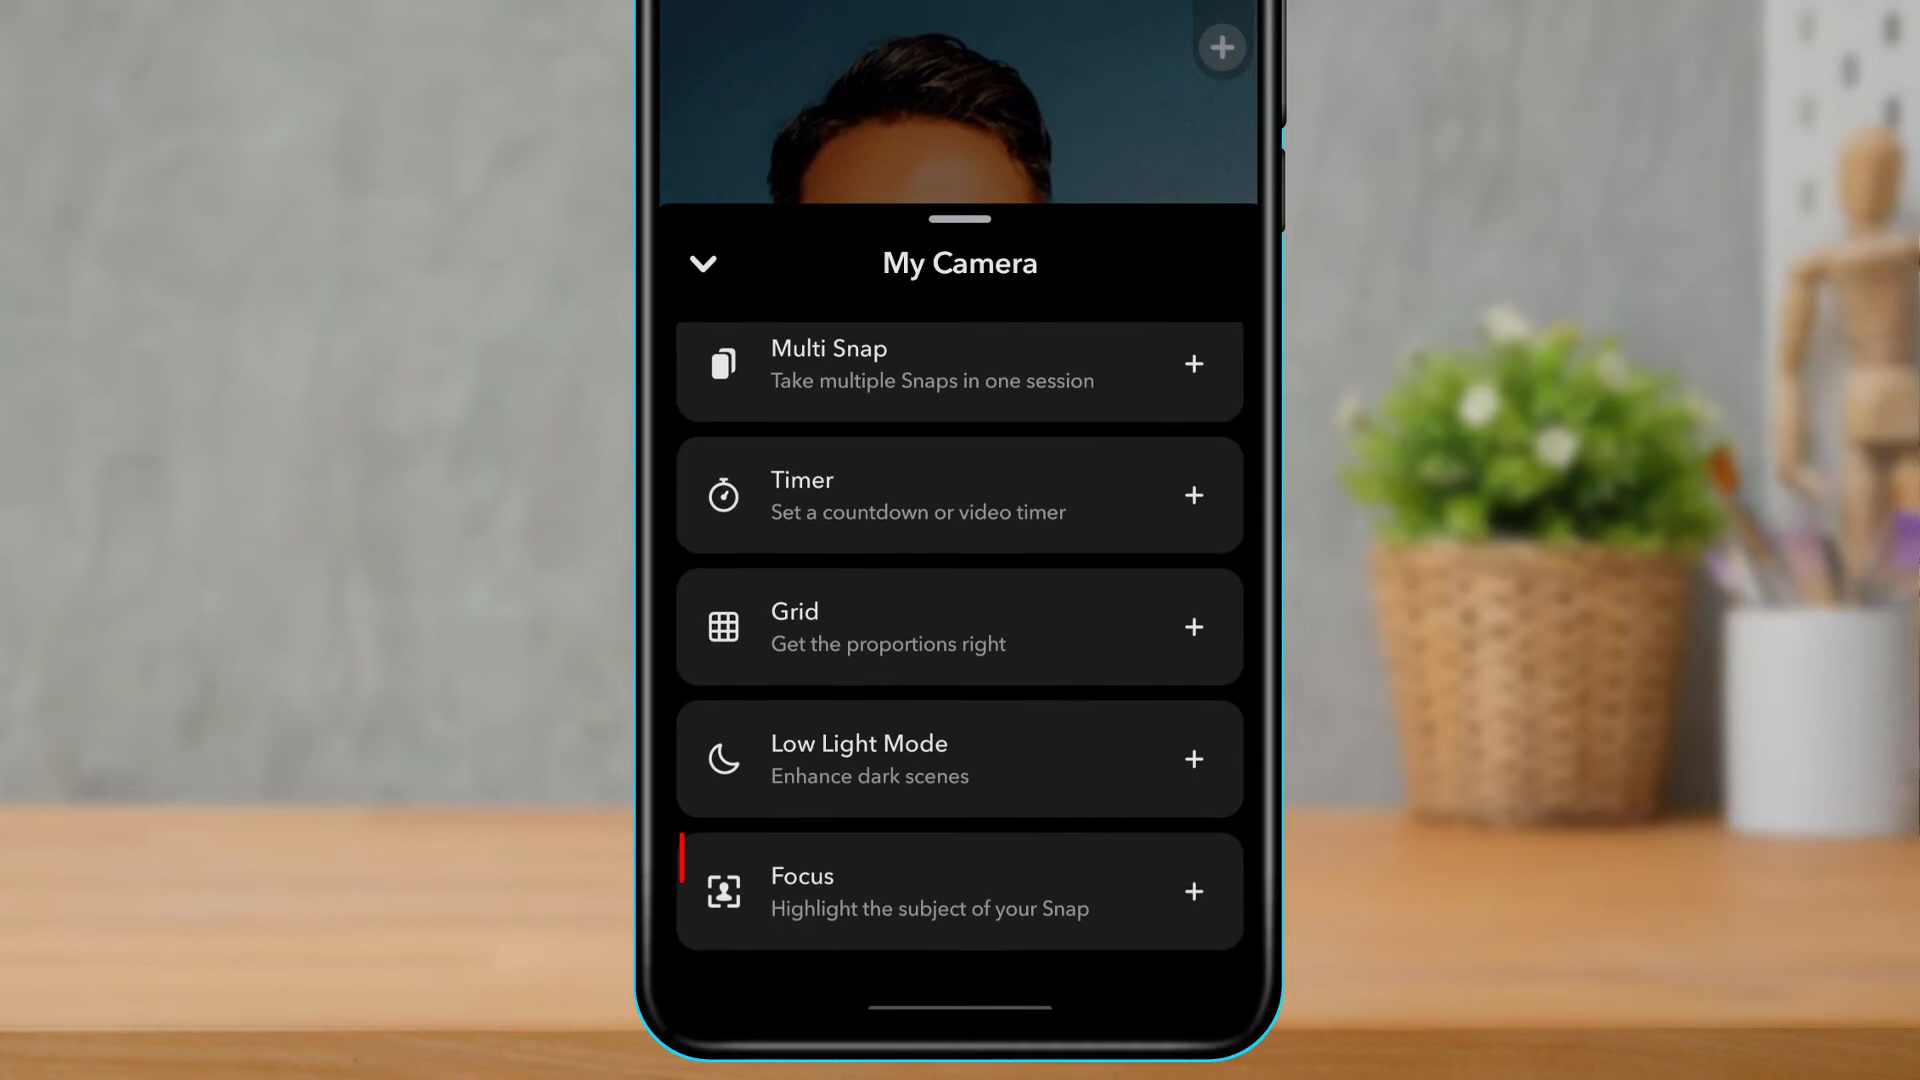 My Camera
Multi Snap
Take multiple Snaps in one session
Timer
Set a countdown or video timer
Grid
Get the proportions right
Low Light Mode
Enhance dark scenes
Focus
Highlight the subject of your Snap